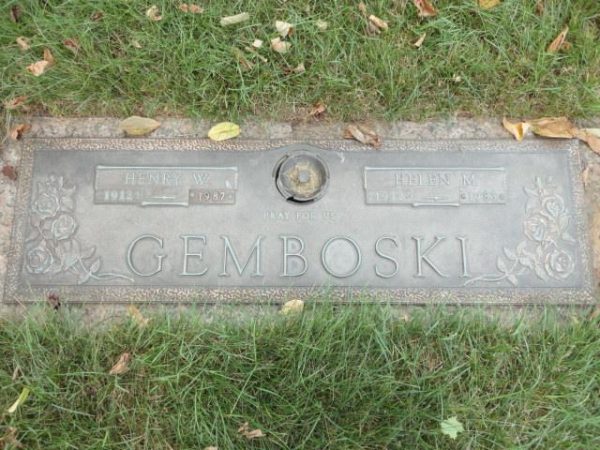 HENRY W.
1987
HELEN M.
PRAY FOR US
GEMBOSKI